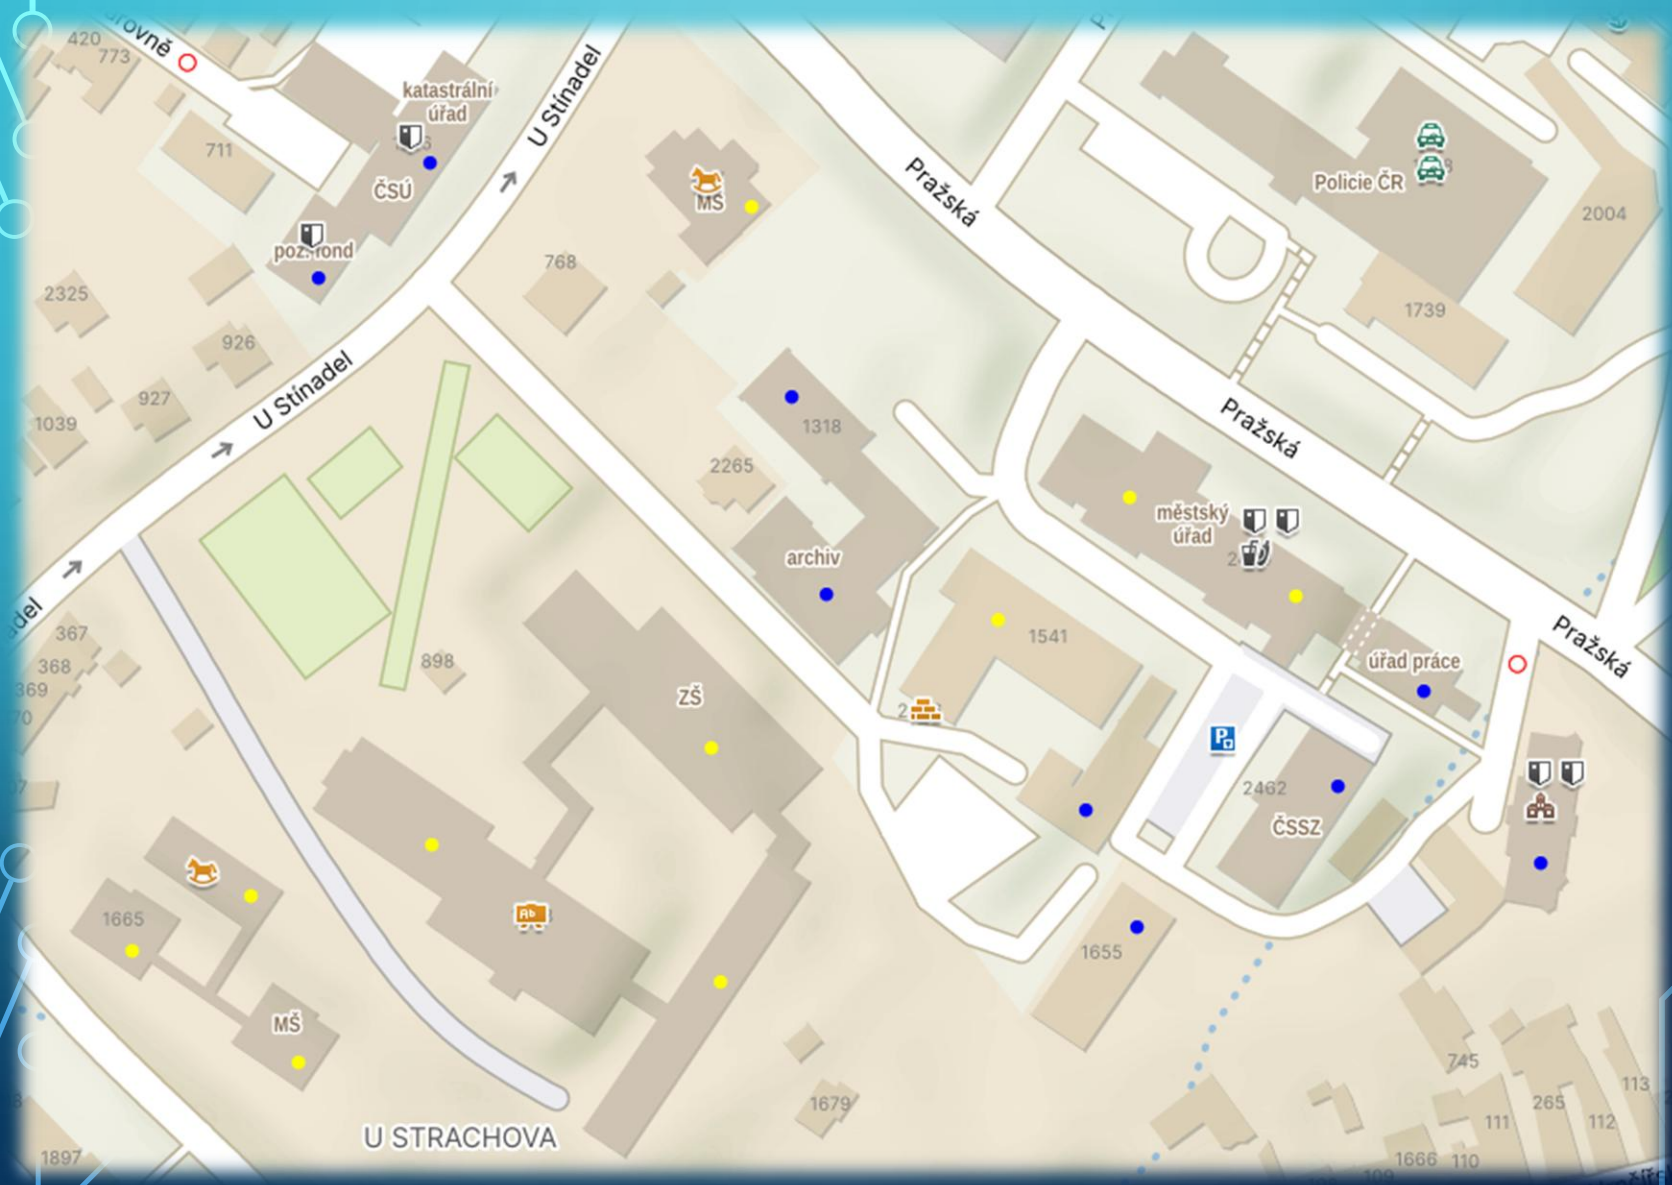 420
773
711
katastrální
úřad
ČSÚ
poz. fond
U Stínadel
MŠ
768
Pražská
Policie ČR
2004
1739
2325
926
927
1039
U Stínadel
1318
2265
archiv
Pražská
městský
úřad
1541
úřad práce
Pražská
367
368
369
898
ZŠ
P
2462
ČSSZ
1665
Ab
MŠ
1655
1679
U STRACHOVA
1897
745
113
265
111
112
1666
110
109